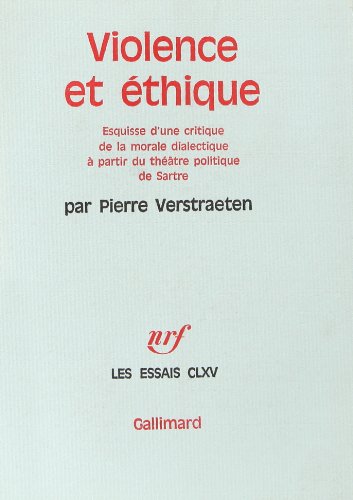 Violence
et éthique
Esquisse d'une critique
de la morale dialectique
à partir du théâtre politique
de Sartre
par Pierre Verstraeten
nrf
LES ESSAIS CLXV
Gallimard